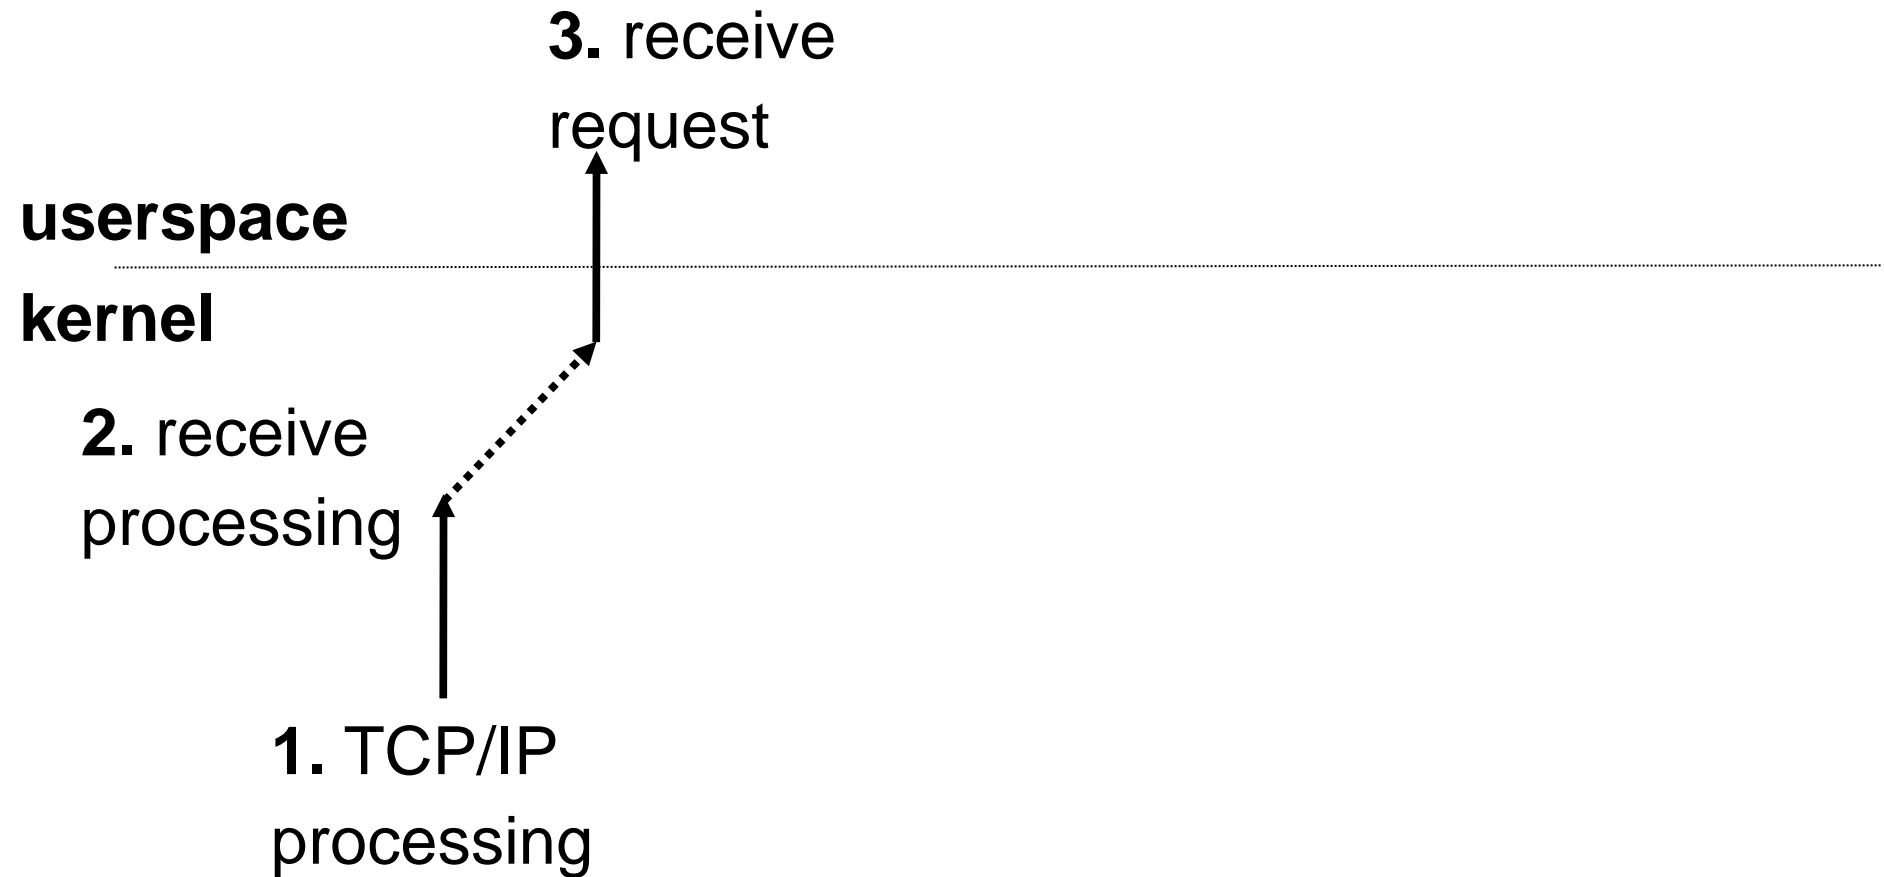 3. receive
request
userspace
kernel
2. receive
processing
1. TCP/IP
processing